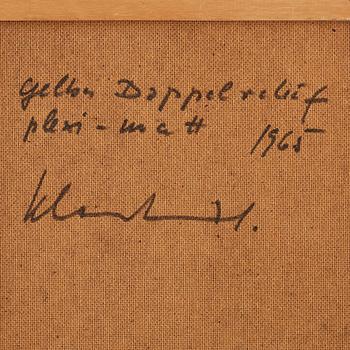 gelbes Doppelrelief
plexi-matt 1965